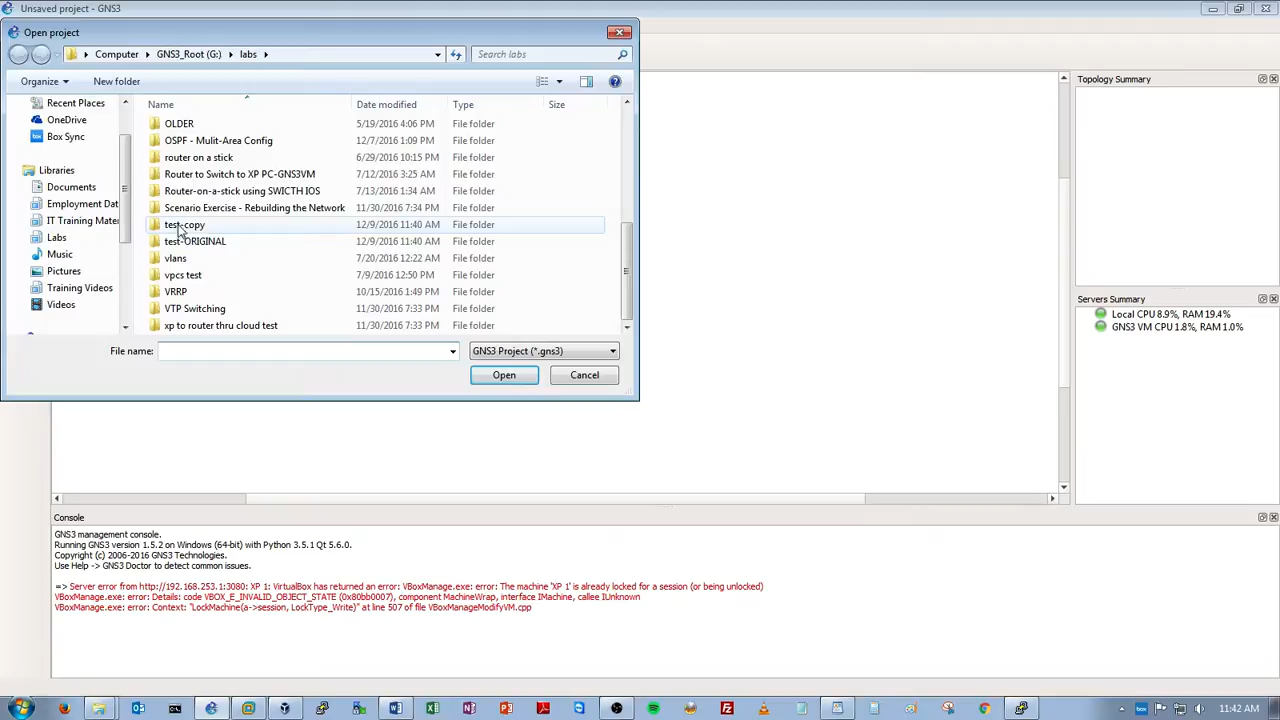 Unsaved project - GNS3
Open project
Computer GNS3_Root (G:) labs
Search labs
Organize New folder
Name Date modified Type Size
Recent Places
OneDrive
Box Sync
Libraries
Documents
Employment Dat
IT Training Mater
Labs
Music
Pictures
Training Videos
Videos
OLDER 5/19/2016 4:06 PM File folder
OSPF - Mulit-Area Config 12/7/2016 1:09 PM File folder
router on a stick 6/29/2016 10:15 PM File folder
Router to Switch to XP PC-GNS3VM 7/12/2016 3:25 AM File folder
Router-on-a-stick using SWICTH IOS 7/13/2016 1:34 AM File folder
Scenario Exercise - Rebuilding the Network 11/30/2016 7:34 PM File folder
test-copy 12/9/2016 11:40 AM File folder
test-ORIGINAL 12/9/2016 11:40 AM File folder
vlans 7/20/2016 12:22 AM File folder
vpcs test 7/9/2016 12:50 PM File folder
VRRP 10/15/2016 1:49 PM File folder
VTP Switching 11/30/2016 7:33 PM File folder
xp to router thru cloud test 11/30/2016 7:33 PM File folder
File name: GNS3 Project (*.gns3)
Open Cancel
Topology Summary
Servers Summary
Local CPU 8.9%, RAM 19.4%
GNS3 VM CPU 1.8%, RAM 1.0%
Console
GNS3 management console.
Running GNS3 version 1.5.2 on Windows (64-bit) with Python 3.5.1 Qt 5.6.0.
Copyright (c) 2006-2016 GNS3 Technologies.
Use Help -> GNS3 Doctor to detect common issues.
=> Server error from http://192.168.253.1:3080: XP 1: VirtualBox has returned an error: VBoxManage.exe: error: The machine 'XP 1' is already locked for a session (or being unlocked)
VBoxManage.exe: error: Details: code VBOX_E_INVALID_OBJECT_STATE (0x80bb0007), component MachineWrap, interface IMachine, callee IUnknown
VBoxManage.exe: error: Context: "LockMachine(a->session, LockType_Write)" at line 507 of file VBoxManageModifyVM.cpp
11:42 AM